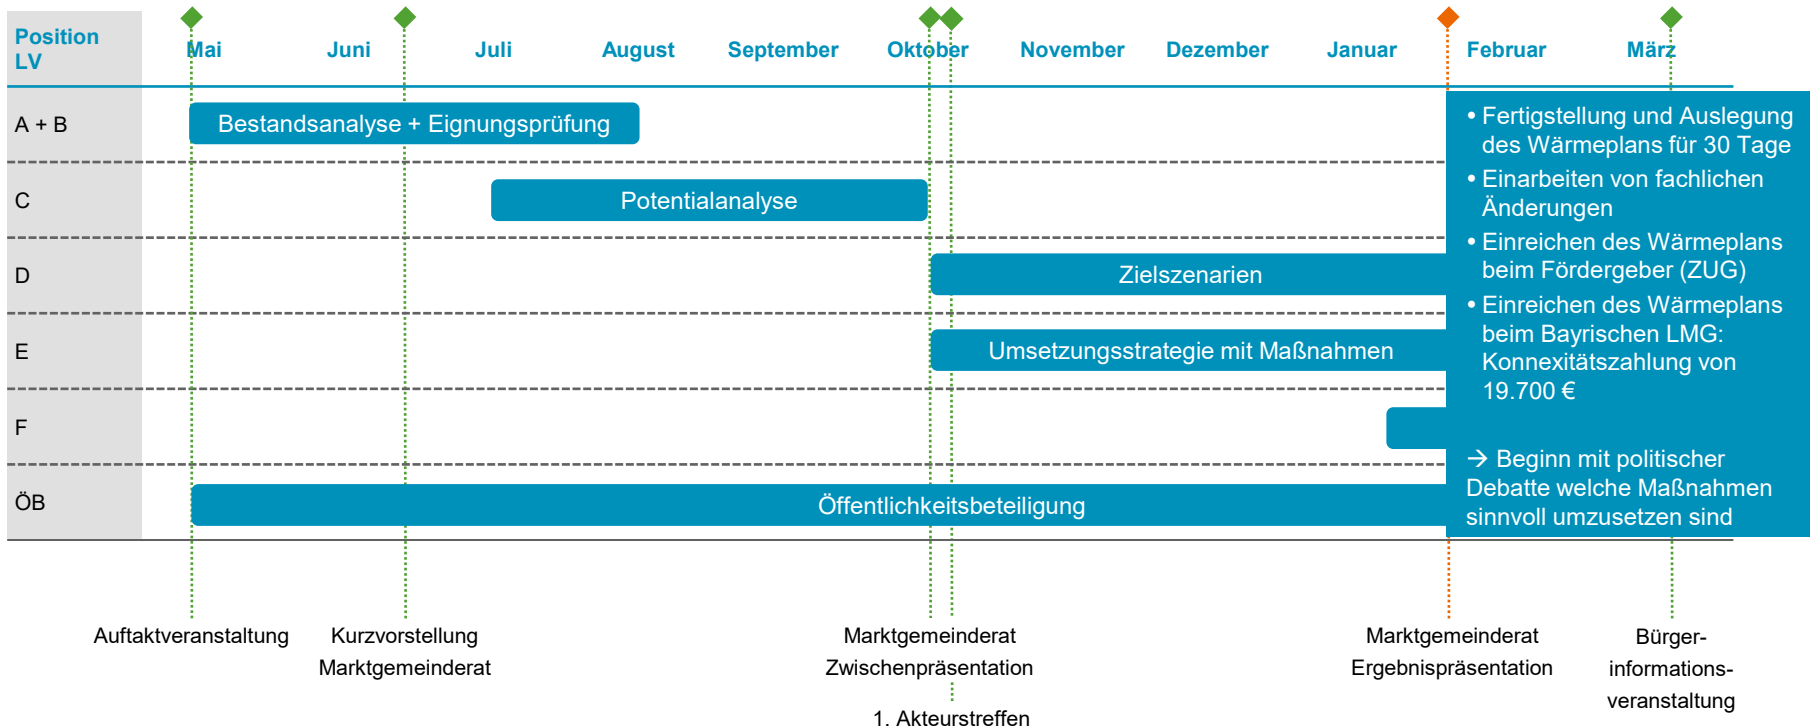 Position
LV
Mai
Juni
Juli
August
September
Oktober
November
Dezember
Januar
Februar
März
A + B
Bestandsanalyse + Eignungsprüfung
C
Potentialanalyse
D
Zielszenarien
E
Umsetzungsstrategie mit Maßnahmen
F
ÖB
Öffentlichkeitsbeteiligung
• Fertigstellung und Auslegung
des Wärmeplans für 30 Tage
• Einarbeiten von fachlichen
Änderungen
• Einreichen des Wärmeplans
beim Fördergeber (ZUG)
• Einreichen des Wärmeplans
beim Bayrischen LMG:
Konnexitätszahlung von
19.700 €
→ Beginn mit politischer
Debatte welche Maßnahmen
sinnvoll umzusetzen sind
Auftaktveranstaltung
Kurzvorstellung
Marktgemeinderat
Marktgemeinderat
Zwischenpräsentation
1. Akteurstreffen
Marktgemeinderat
Ergebnispräsentation
Bürger-
informations-
veranstaltung